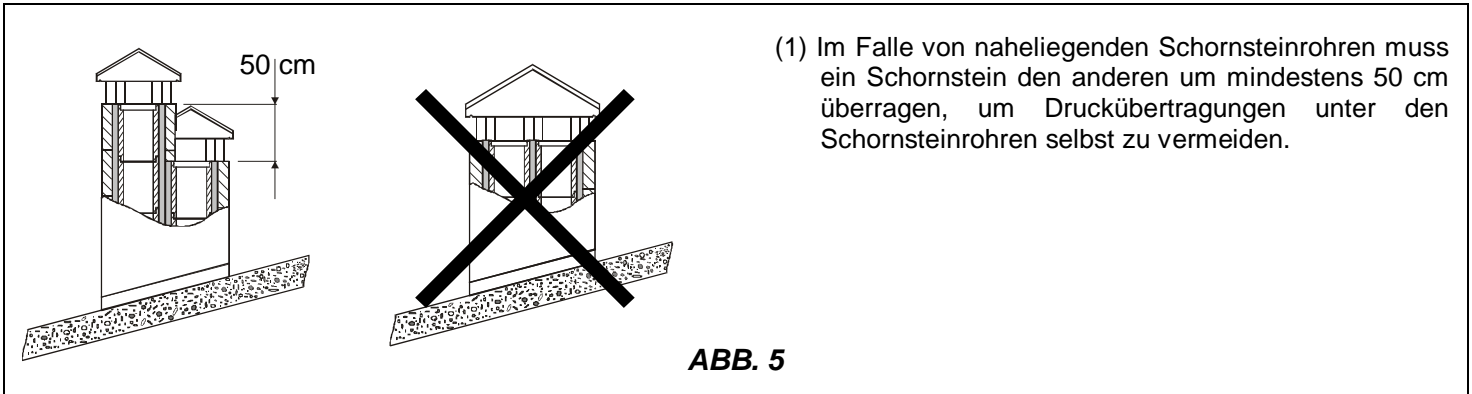 50 cm
(1) Im Falle von naheliegenden Schornsteinrohren muss
ein Schornstein den anderen um mindestens 50 cm
überragen, um Druckübertragungen unter den
Schornsteinrohren selbst zu vermeiden.
ABB. 5